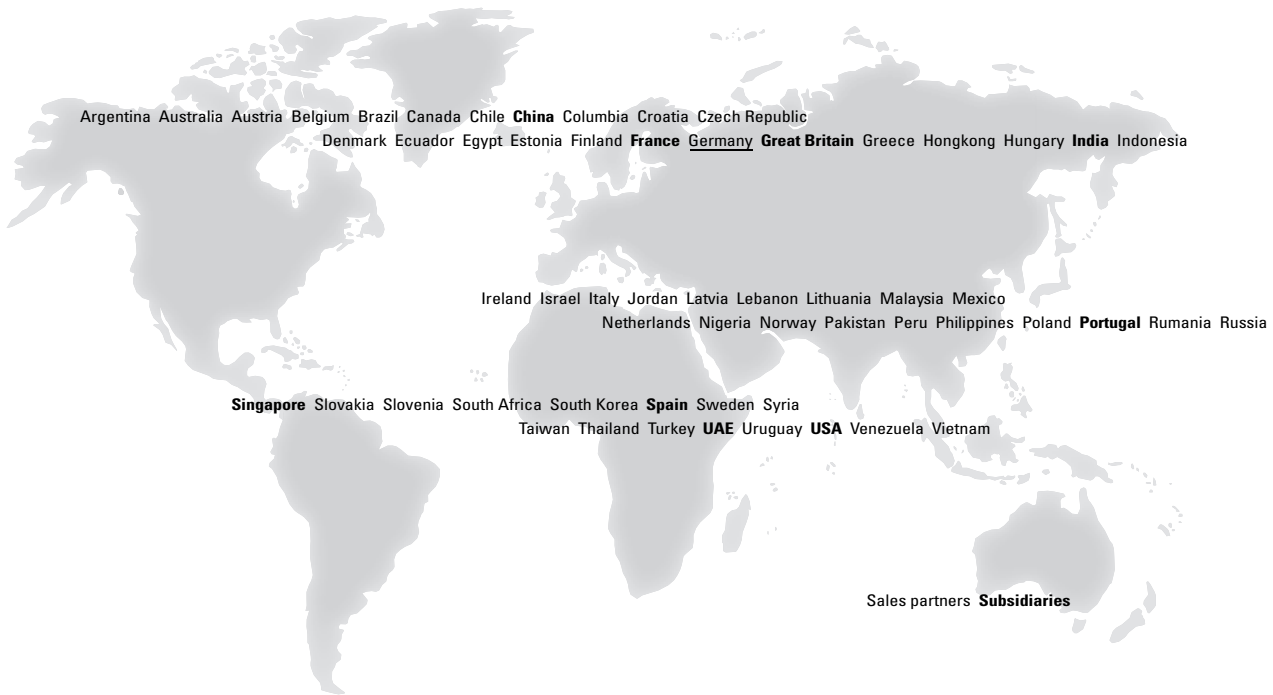 Argentina Australia Austria Belgium Brazil Canada Chile China Columbia Croatia Czech Republic
Denmark Ecuador Egypt Estonia Finland France Germany Great Britain Greece Hongkong Hungary India Indonesia
Ireland Israel Italy Jordan Latvia Lebanon Lithuania Malaysia Mexico
Netherlands Nigeria Norway Pakistan Peru Philippines Poland Portugal Rumania Russia
Singapore Slovakia Slovenia South Africa South Korea Spain Sweden Syria
Taiwan Thailand Turkey UAE Uruguay USA Venezuela Vietnam
Sales partners Subsidiaries